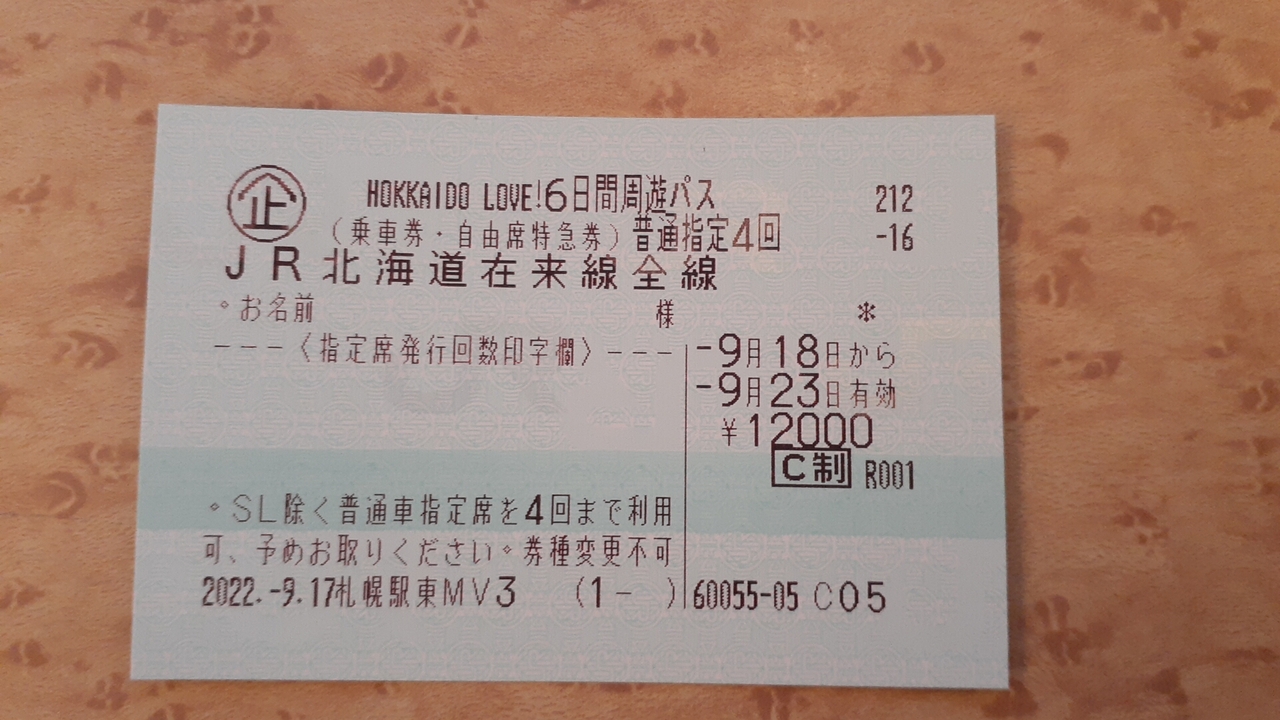 企 HOKKAIDO LOVE!6日間周遊パス 212
(乗車券・自由席特急券)普通指定4回 -16
JR北海道在来線全線
。お名前 様 *
---〈指定席発行回数印字欄〉---
-9月18日から
-9月23日有効
¥12000
C制 R001
。SL除く普通車指定席を4回まで利用
可、予めお取りください。券種変更不可
2022.-9.17札幌駅東MV3 (1- ) 60055-05 C05